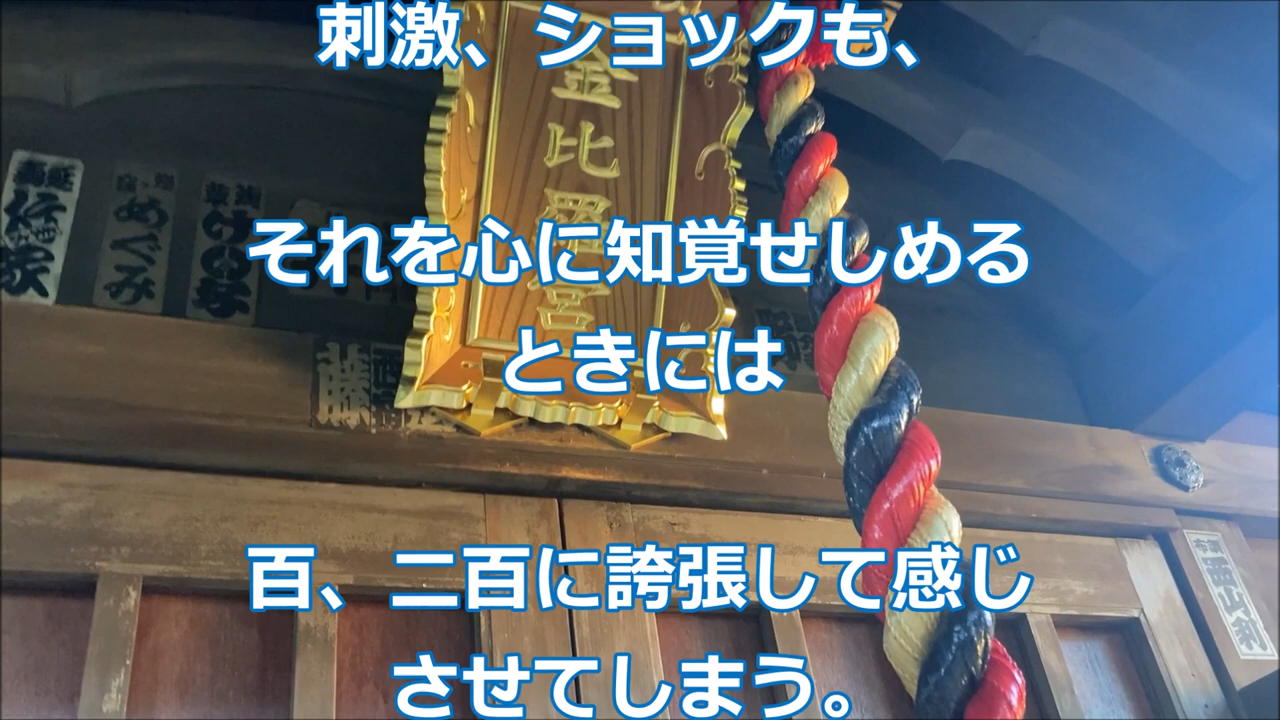 刺激、ショックも、
それを心に知覚せしめる
ときには
百、二百に誇張して感じ
させてしまう。
金比羅宮
めぐみ